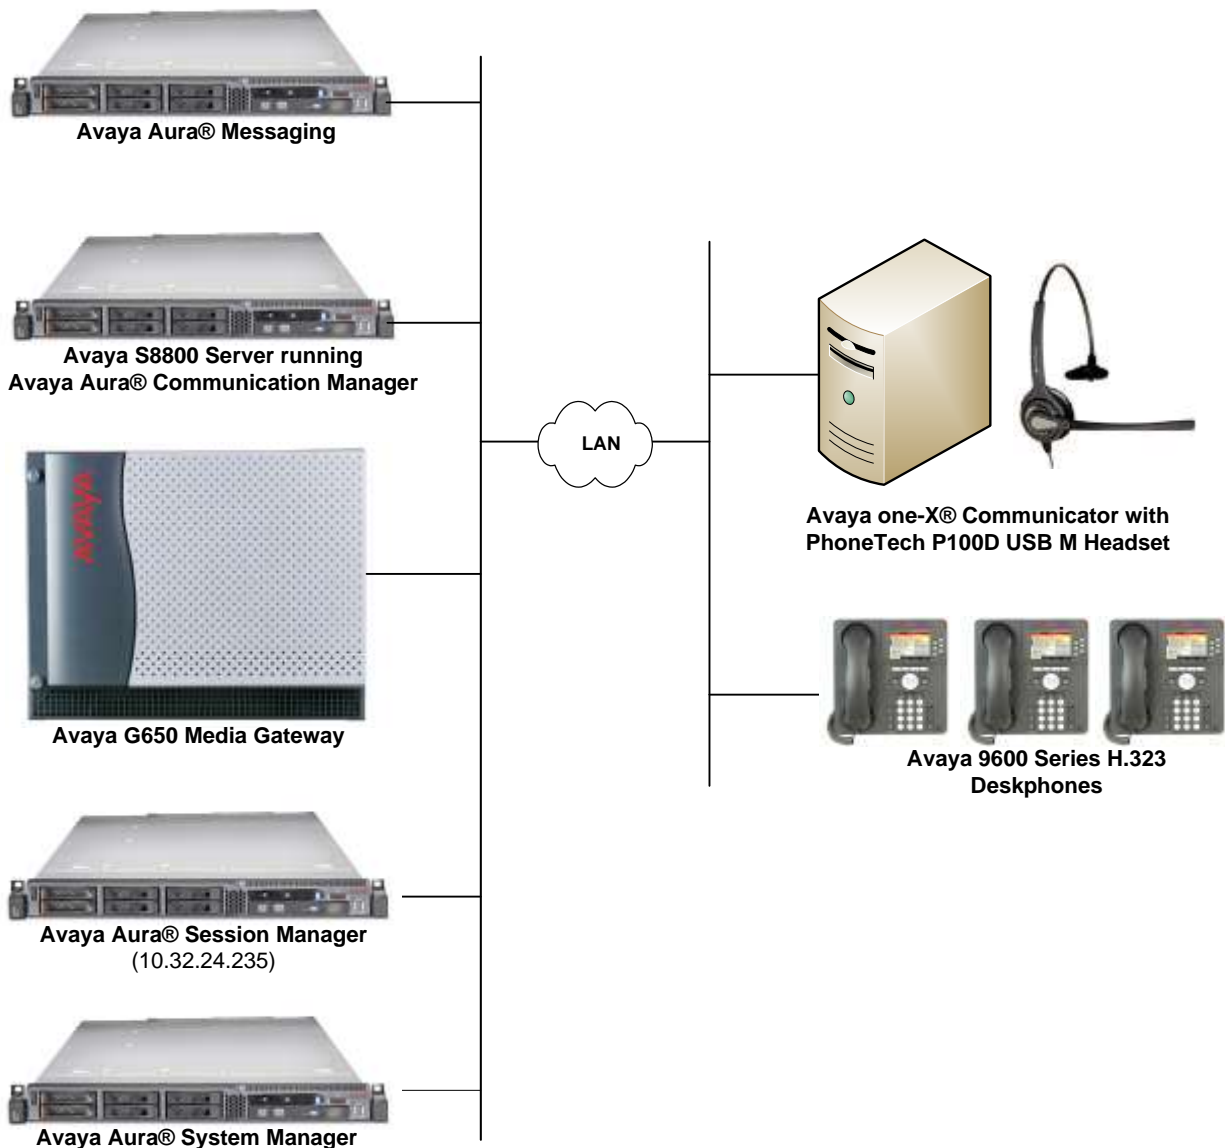 Avaya Aura® Messaging
Avaya S8800 Server running
Avaya Aura® Communication Manager
AVAYA
Avaya G650 Media Gateway
Avaya Aura® Session Manager
(10.32.24.235)
Avaya Aura® System Manager
LAN
Avaya one-X® Communicator with
PhoneTech P100D USB M Headset
Avaya 9600 Series H.323
Deskphones